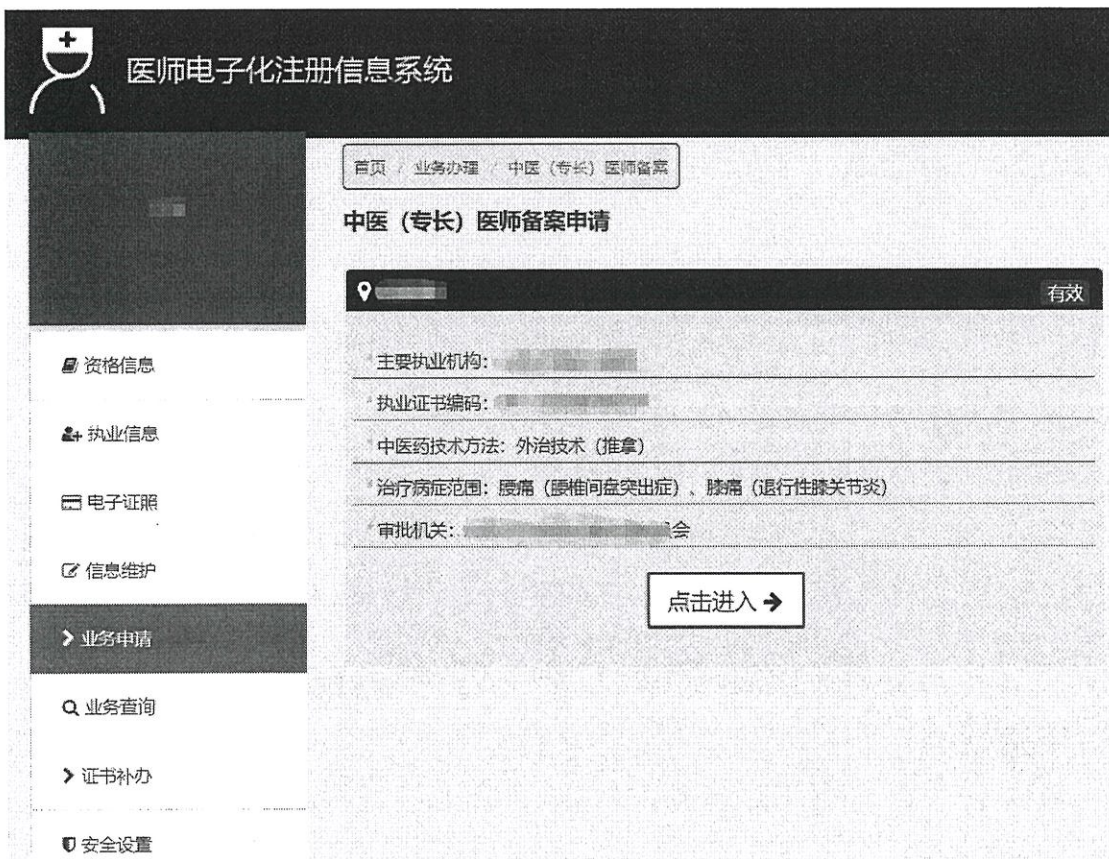 医师电子化注册信息系统
首页 / 业务办理 / 中医（专长）医师备案
中医（专长）医师备案申请
有效
*主要执业机构：
*执业证书编码：
*中医药技术方法：外治技术（推拿）
*治疗病症范围：腰痛（腰椎间盘突出症）、膝痛（退行性膝关节炎）
*审批机关：
会
点击进入
资格信息
执业信息
电子证照
信息维护
业务申请
业务查询
证书补办
安全设置